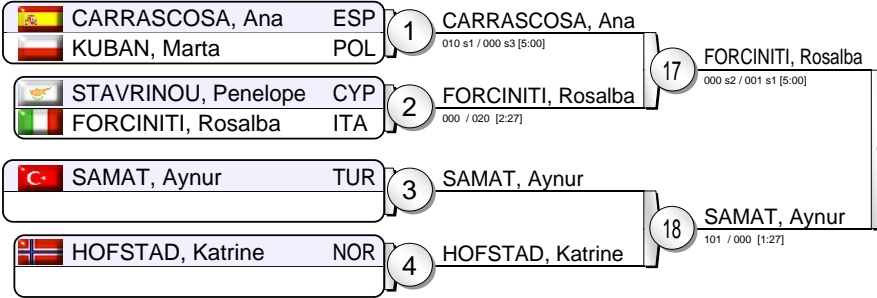 CARRASCOSA, Ana ESP
KUBAN, Marta POL
1
CARRASCOSA, Ana
010 s1 / 000 s3 [5:00]
STAVRINOU, Penelope CYP
FORCINITI, Rosalba ITA
2
FORCINITI, Rosalba
000 / 020 [2:27]
17
FORCINITI, Rosalba
000 s2 / 001 s1 [5:00]
SAMAT, Aynur TUR
3
SAMAT, Aynur
HOFSTAD, Katrine NOR
4
HOFSTAD, Katrine
18
SAMAT, Aynur
101 / 000 [1:27]